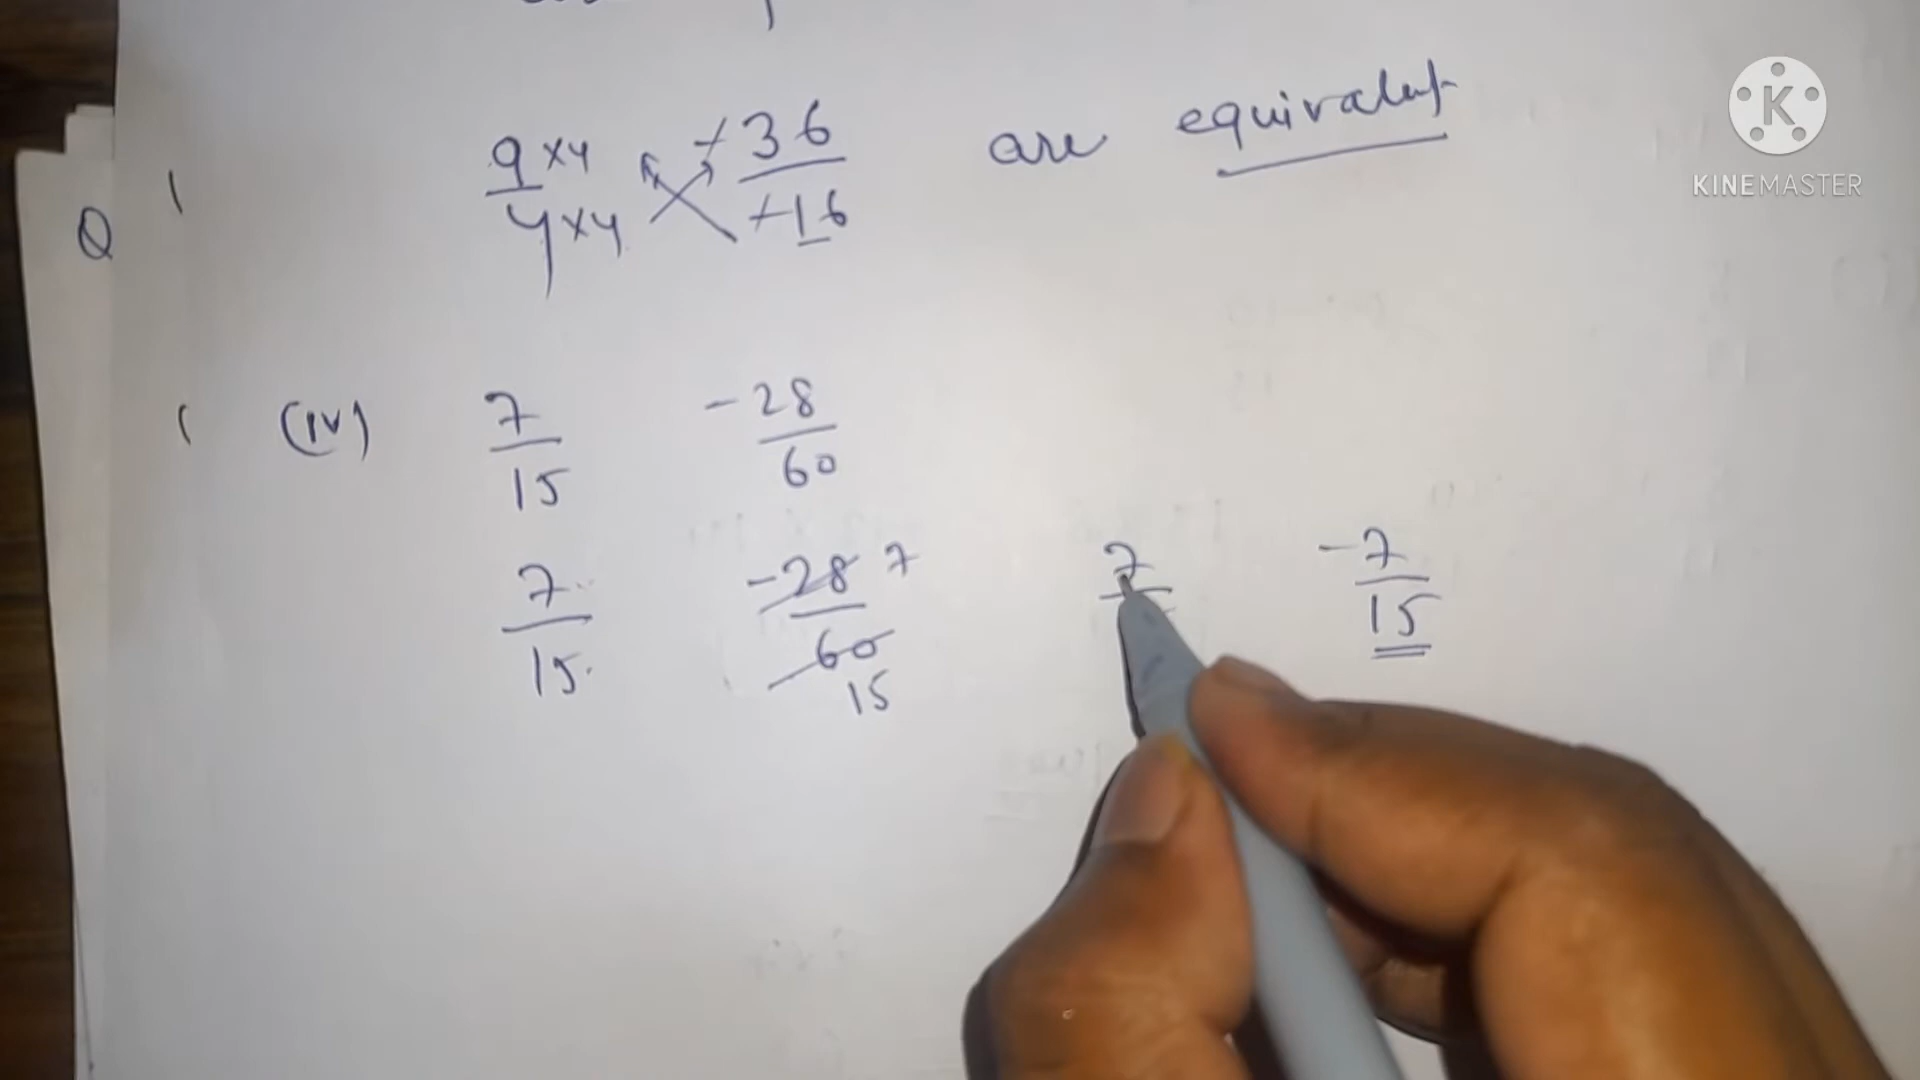 9×4 +36 are equivalent
4×4 +16
Q
(iv) 7 -28
15 60
7 -28 7 7 -7
15. 60 15
15
KINEMASTER